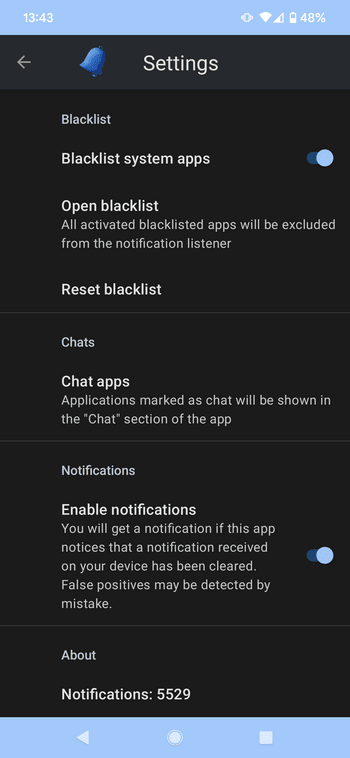 13:43
48%
Settings
Blacklist
Blacklist system apps
Open blacklist
All activated blacklisted apps will be excluded
from the notification listener
Reset blacklist
Chats
Chat apps
Applications marked as chat will be shown in
the "Chat" section of the app
Notifications
Enable notifications
You will get a notification if this app
notices that a notification received
on your device has been cleared.
False positives may be detected by
mistake.
About
Notifications: 5529